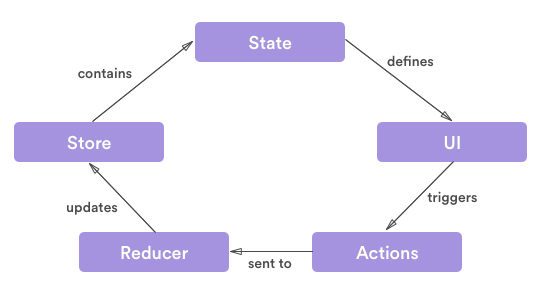 State
contains
defines
Store
UI
updates
triggers
Reducer
Actions
sent to